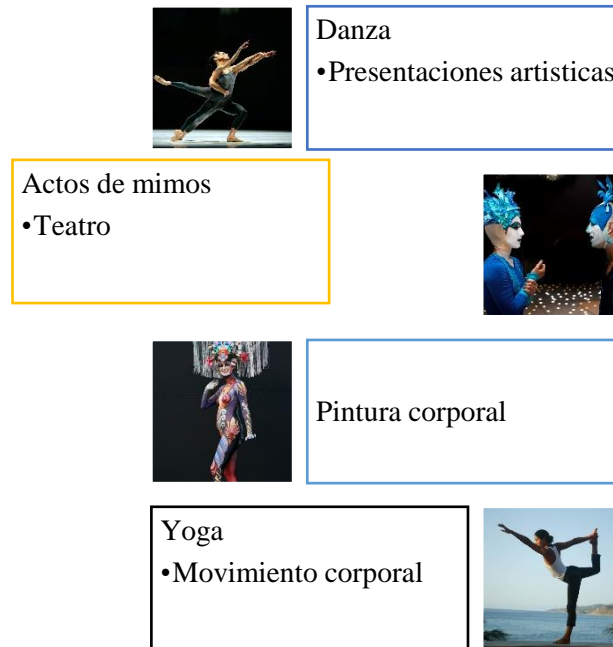 Danza
•Presentaciones artisticas
Actos de mimos
•Teatro
Pintura corporal
Yoga
•Movimiento corporal